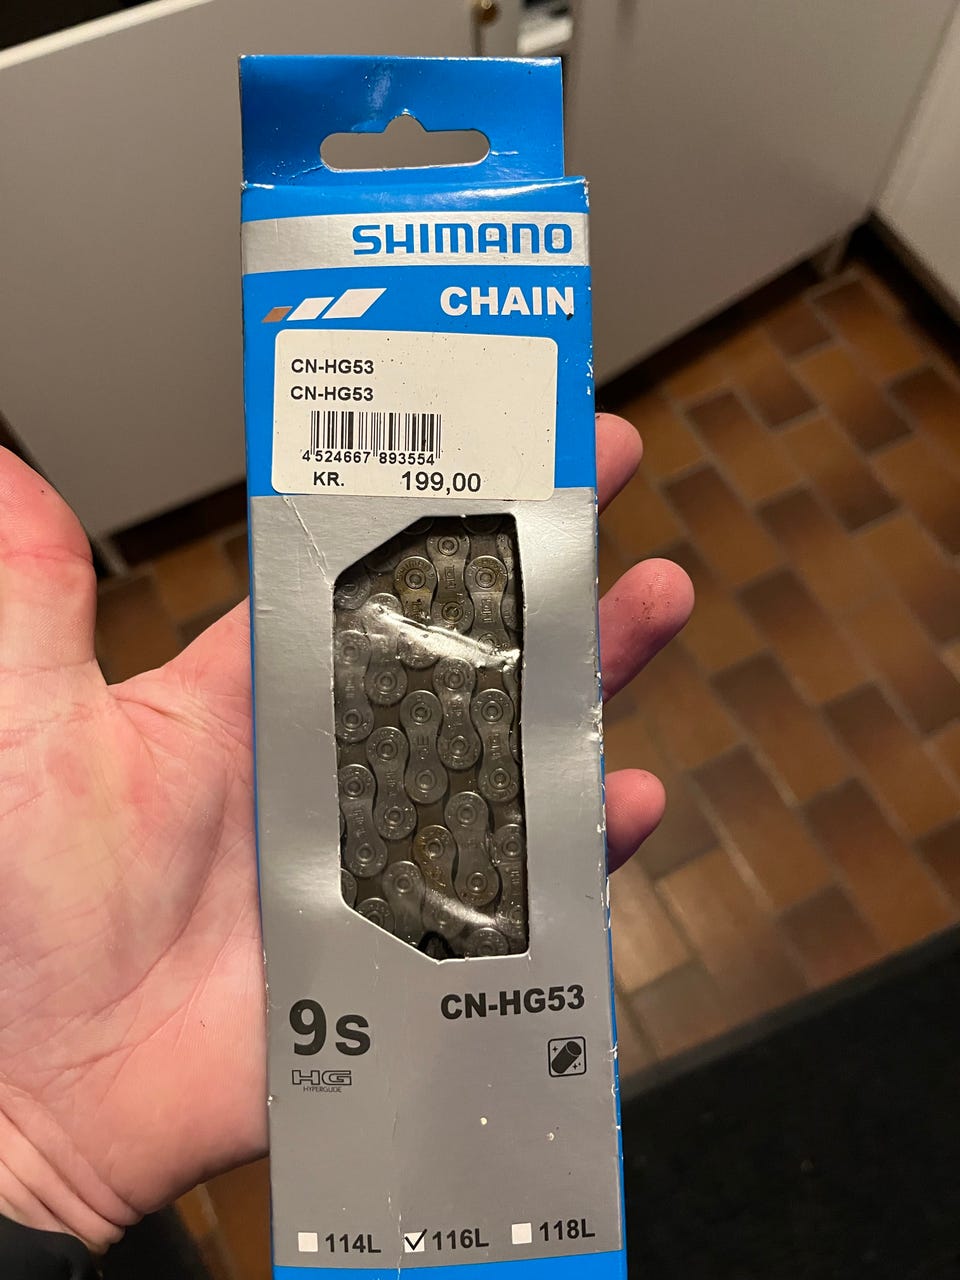 SHIMANO
CHAIN
CN-HG53
CN-HG53
4 524667 893554
KR. 199,00
9s
CN-HG53
HG
HYPERGLIDE
114L 116L 118L